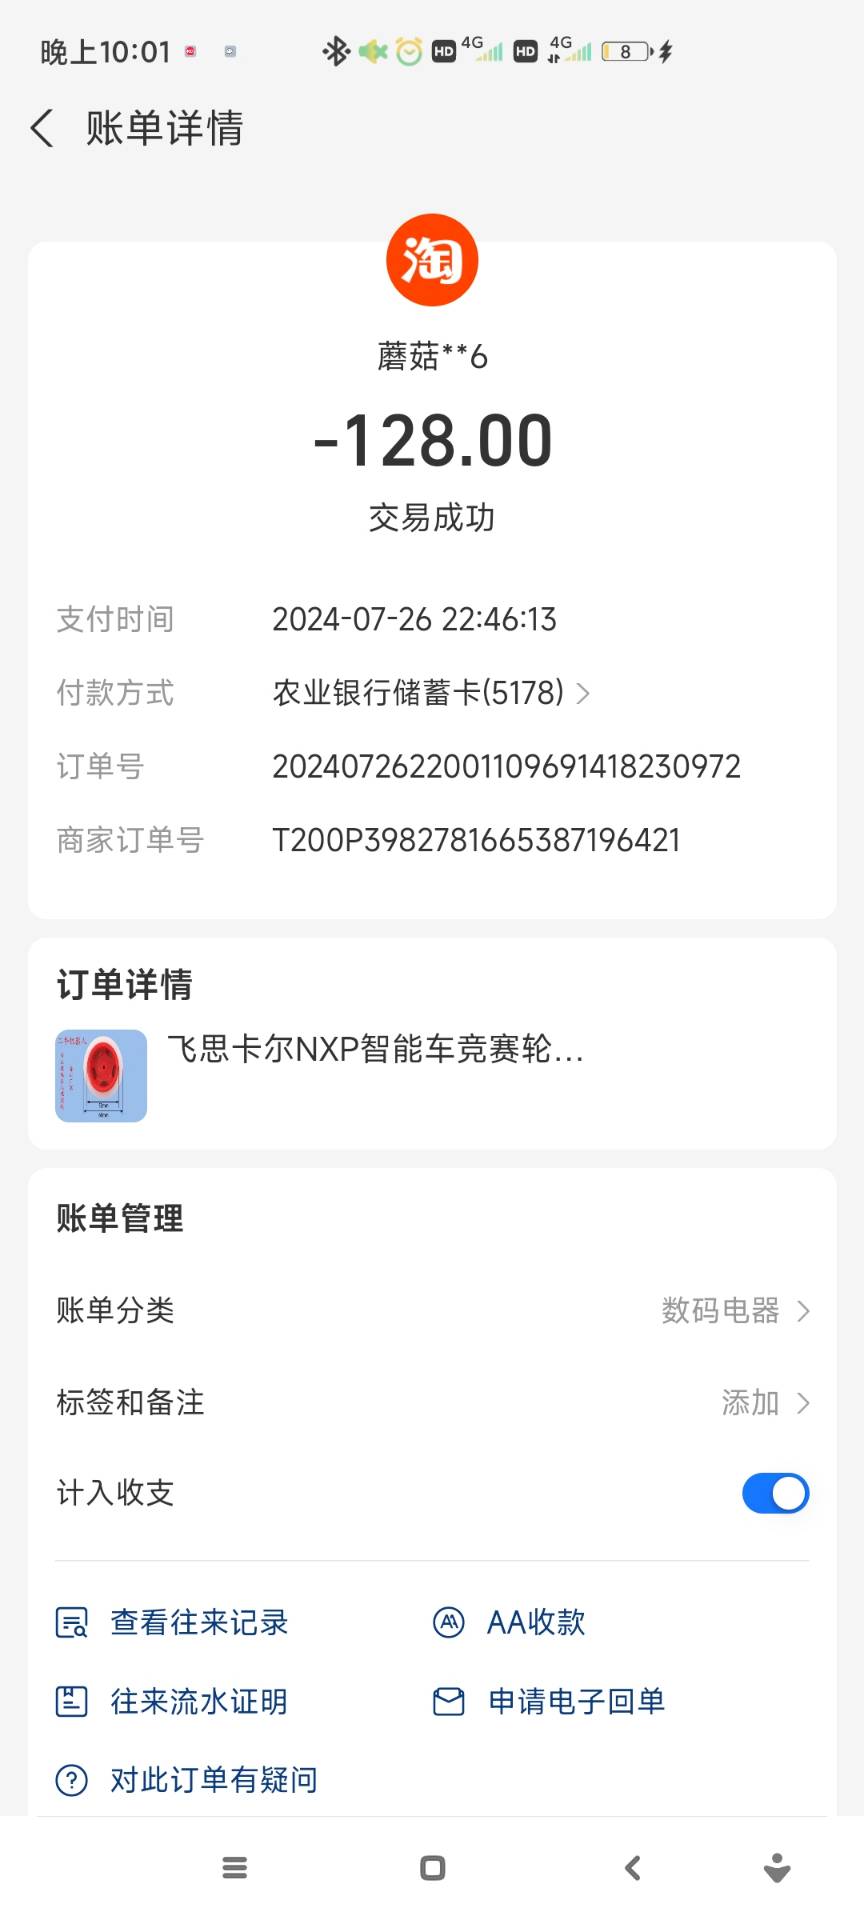 晚上10:01
HD 4G HD 4G 8
账单详情
淘
蘑菇**6
-128.00
交易成功
支付时间 2024-07-26 22:46:13
付款方式 农业银行储蓄卡(5178)
订单号 2024072622001109691418230972
商家订单号 T200P3982781665387196421
订单详情
飞思卡尔NXP智能车竞赛轮...
账单管理
账单分类 数码电器
标签和备注 添加
计入收支
查看往来记录 AA收款
往来流水证明 申请电子回单
对此订单有疑问